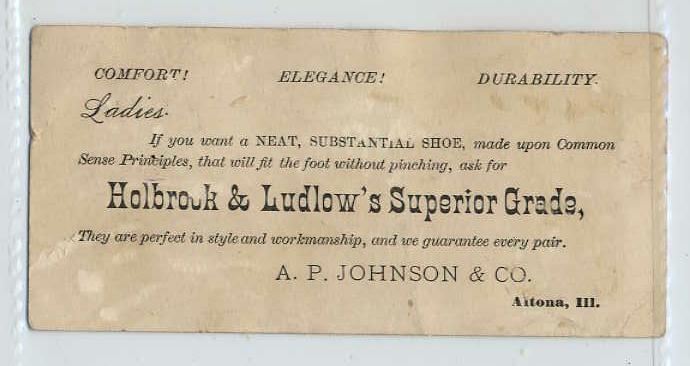 COMFORT! ELEGANCE! DURABILITY.
Ladies.
If you want a NEAT, SUBSTANTIAL SHOE, made upon Common
Sense Principles, that will fit the foot without pinching, ask for
Holbrook & Ludlow's Superior Grade,
They are perfect in style and workmanship, and we guarantee every pair.
A. P. JOHNSON & CO.
Altona, Ill.